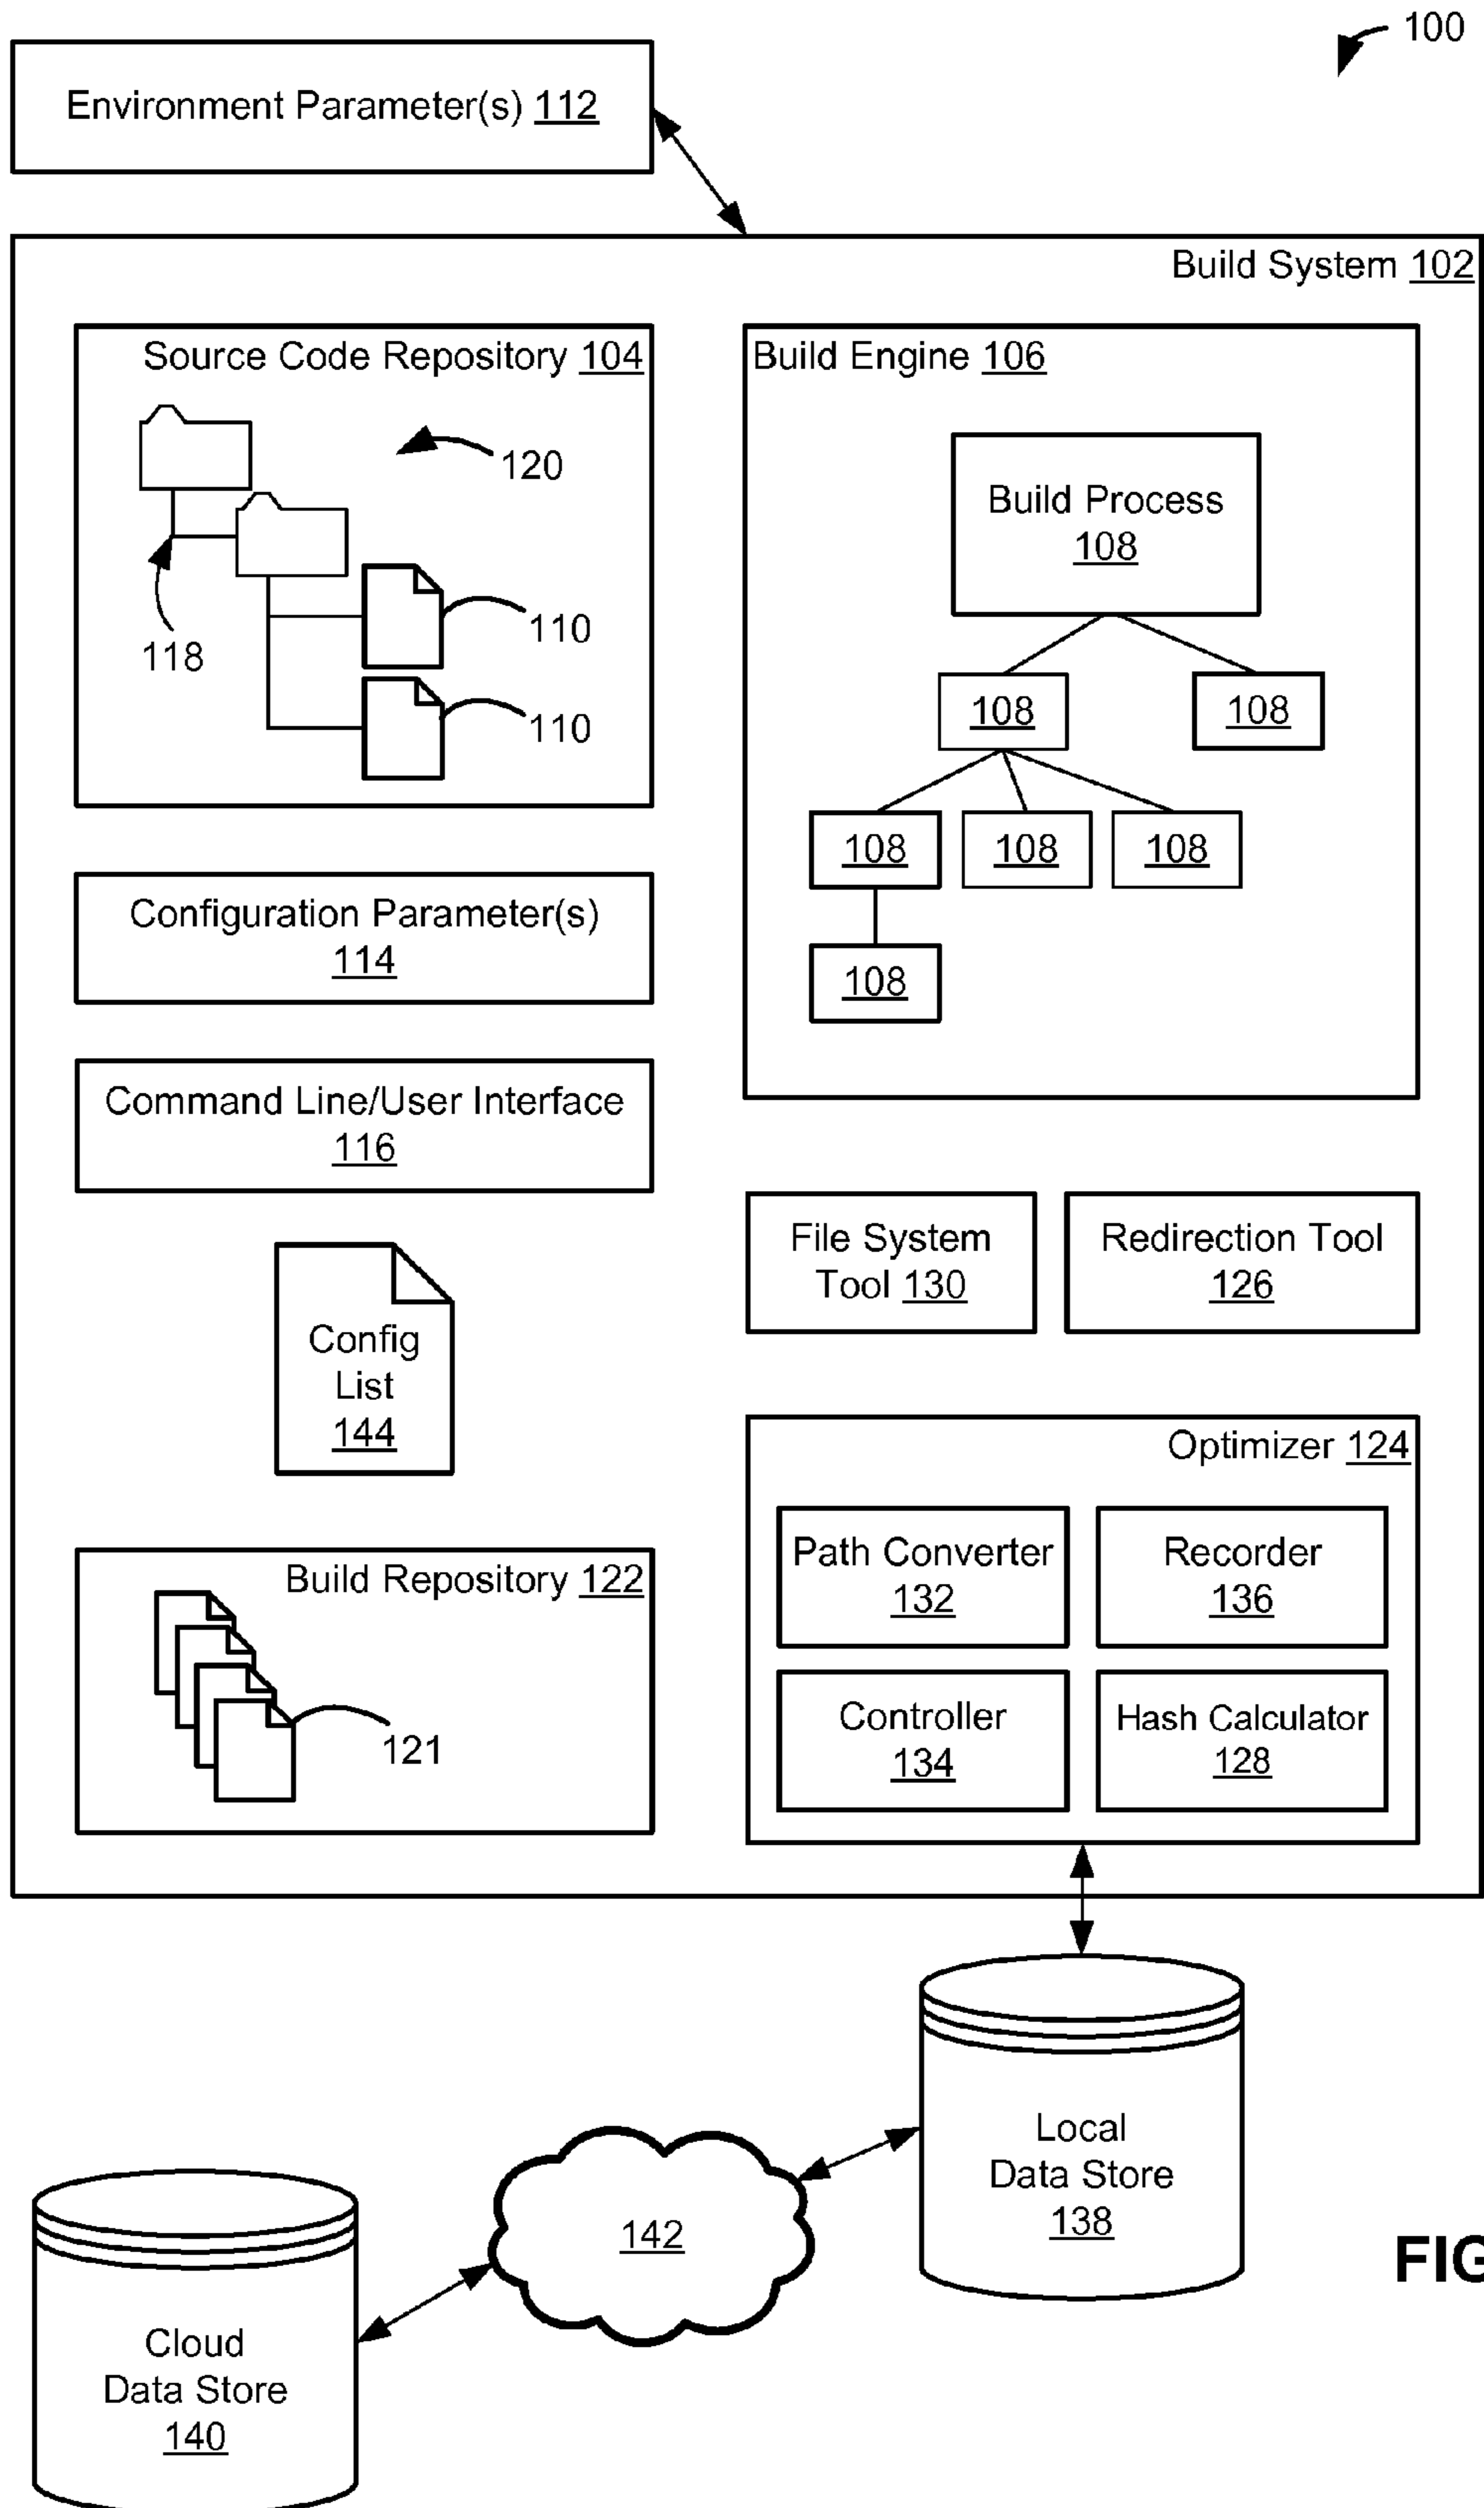 100
Environment Parameter(s) 112
Build System 102
Source Code Repository 104
120
118
110
110
Build Engine 106
Build Process
108
108
108
108
108
108
108
Configuration Parameter(s)
114
Command Line/User Interface
116
File System
Tool 130
Redirection Tool
126
Config
List
144
Optimizer 124
Path Converter
132
Recorder
136
Controller
134
Hash Calculator
128
Build Repository 122
121
Local
Data Store
138
142
Cloud
Data Store
140
FIG